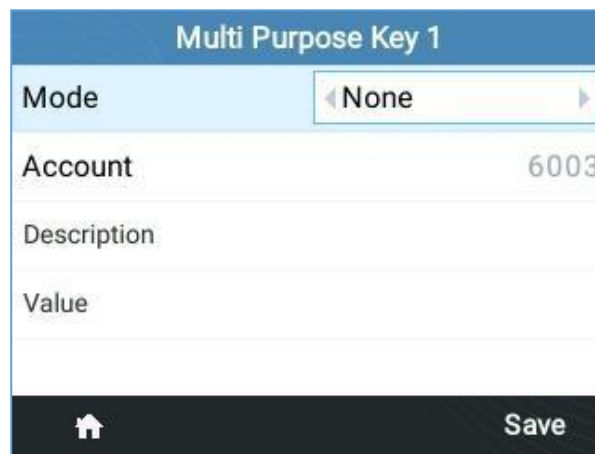 Multi Purpose Key 1
Mode None
Account 6003
Description
Value
Save